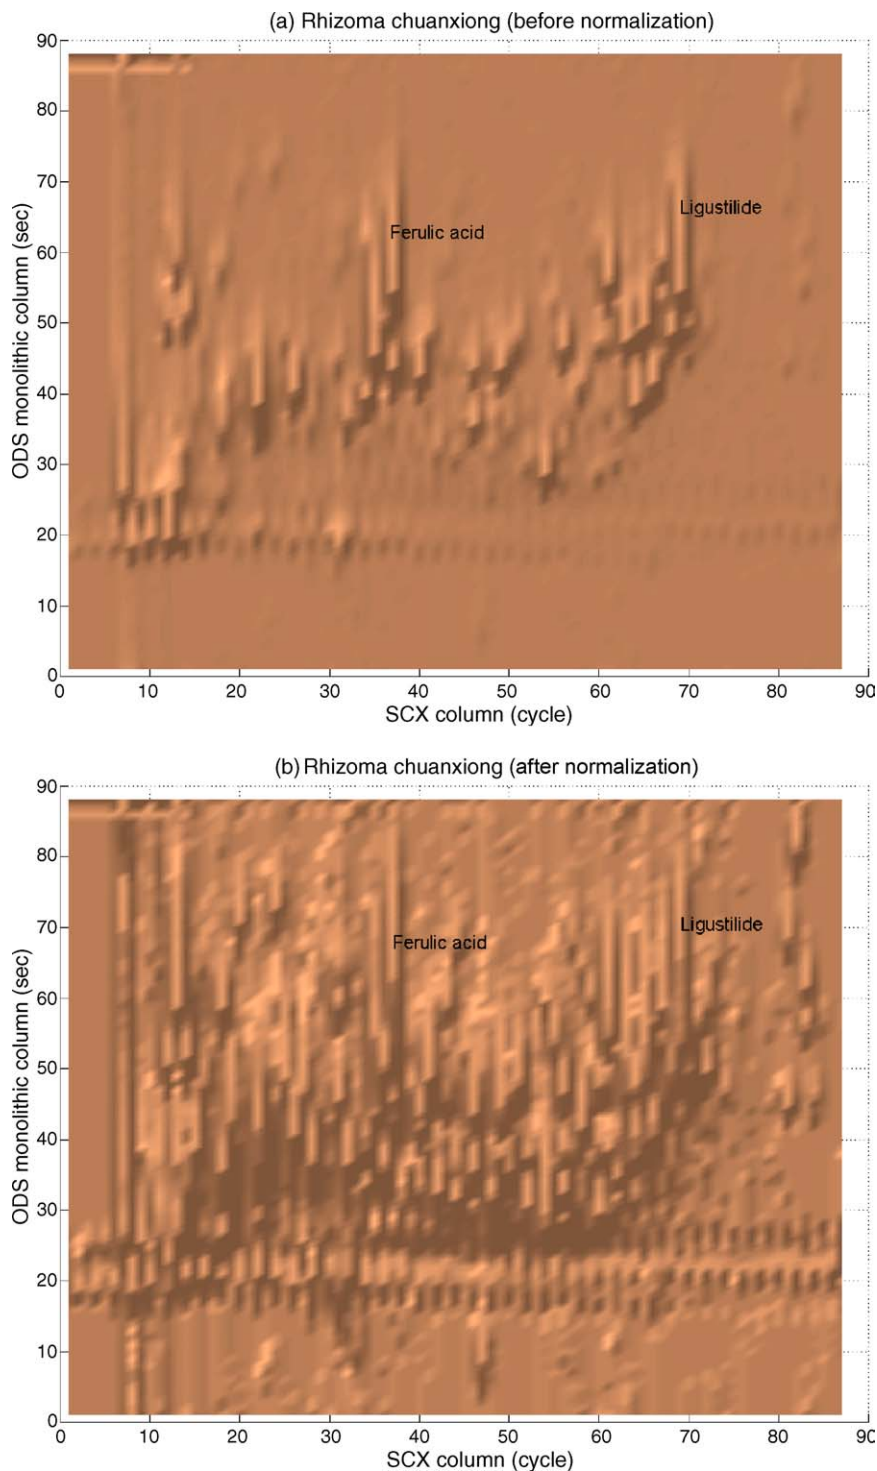 (a) Rhizoma chuanxiong (before normalization)
90
80
70
60
50
40
30
20
10
0
ODS monolithic column (sec)
Ligustilide
Ferulic acid
0 10 20 30 40 50 60 70 80 90
SCX column (cycle)
(b) Rhizoma chuanxiong (after normalization)
90
80
70
60
50
40
30
20
10
0
ODS monolithic column (sec)
Ligustilide
Ferulic acid
0 10 20 30 40 50 60 70 80 90
SCX column (cycle)